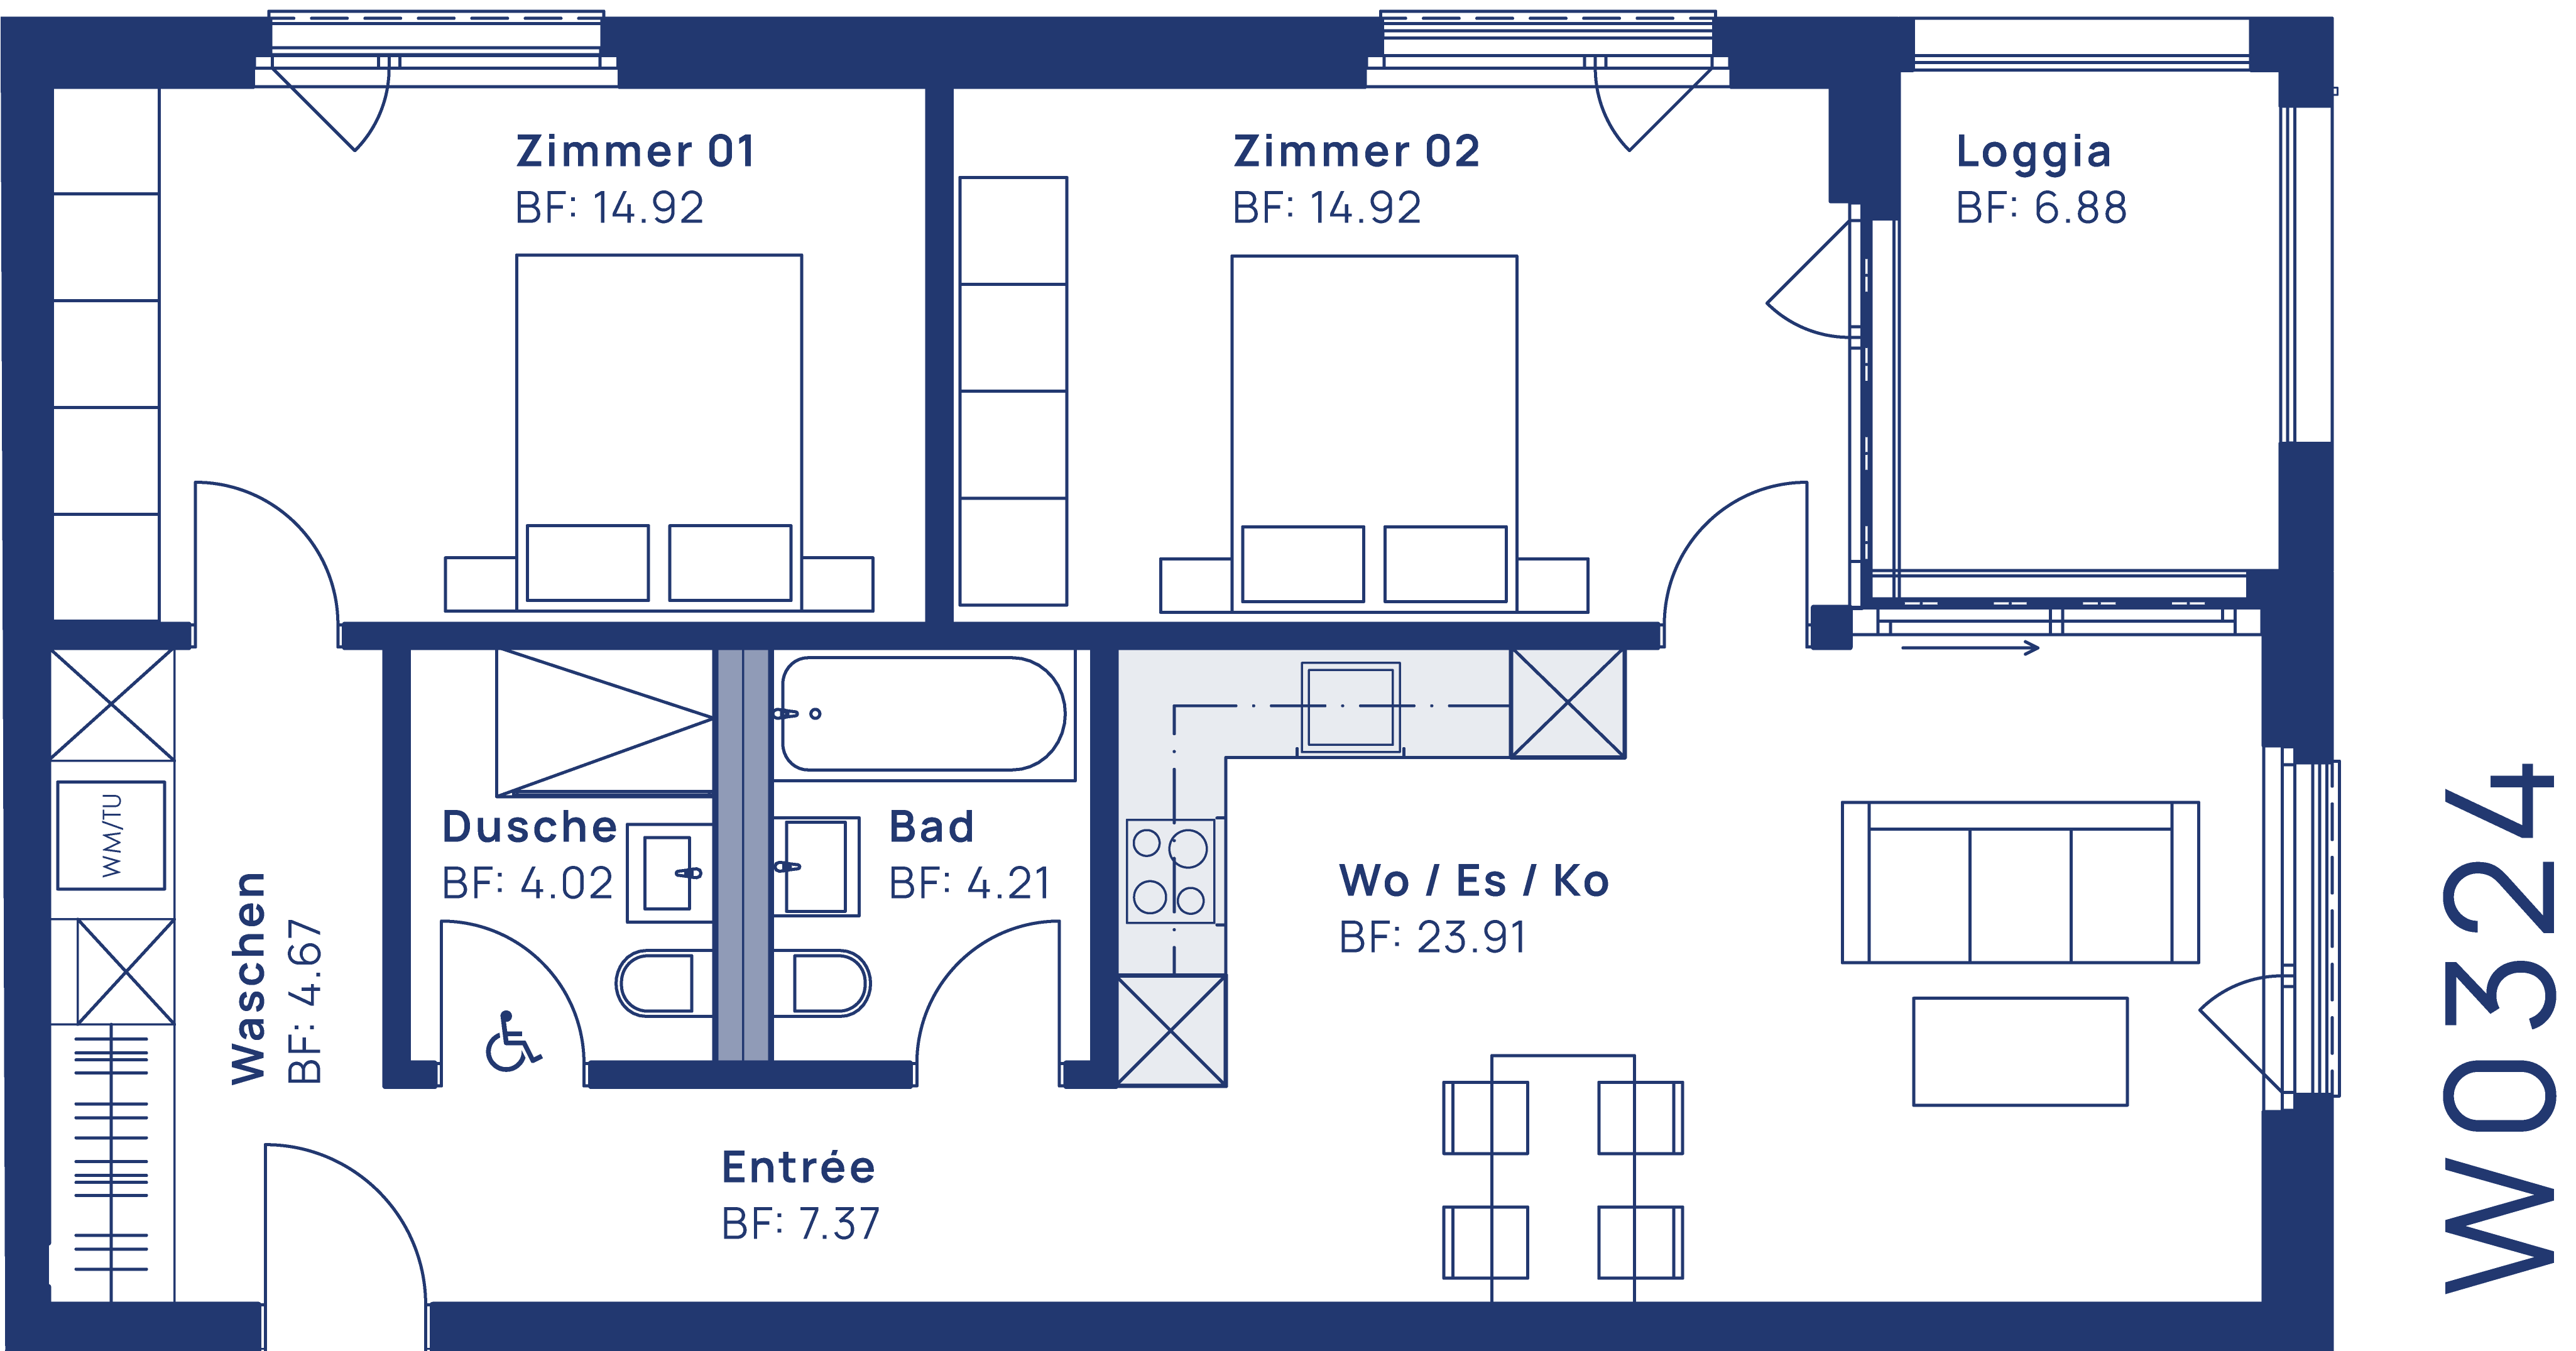 Zimmer 01
BF: 14.92
Zimmer 02
BF: 14.92
Loggia
BF: 6.88
WM/TU
Waschen
BF: 4.67
Dusche
BF: 4.02
Bad
BF: 4.21
Wo / Es / Ko
BF: 23.91
Entrée
BF: 7.37
W0324